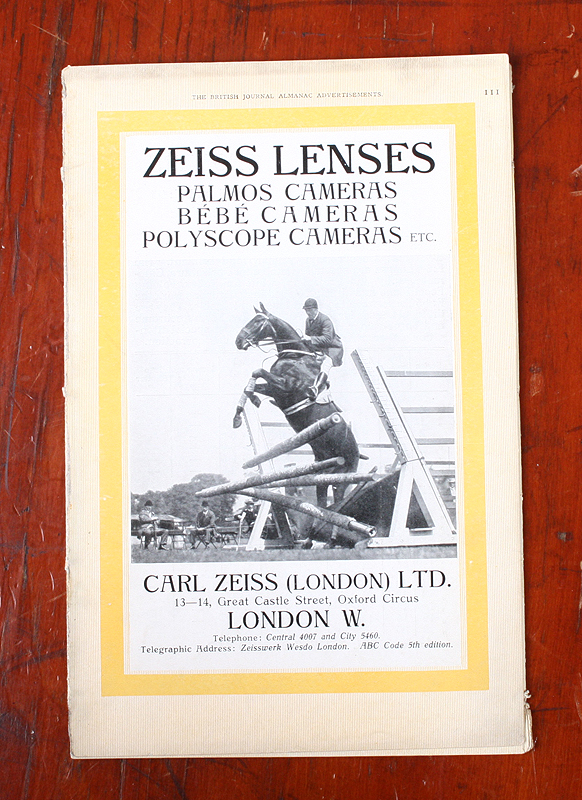 THE BRITISH JOURNAL ALMANAC ADVERTISEMENTS. 111
ZEISS LENSES
PALMOS CAMERAS
BÉBÉ CAMERAS
POLYSCOPE CAMERAS ETC.
CARL ZEISS (LONDON) LTD.
13—14, Great Castle Street, Oxford Circus
LONDON W.
Telephone: Central 4007 and City 5460.
Telegraphic Address: Zeisswerk Wesdo London. ABC Code 5th edition.